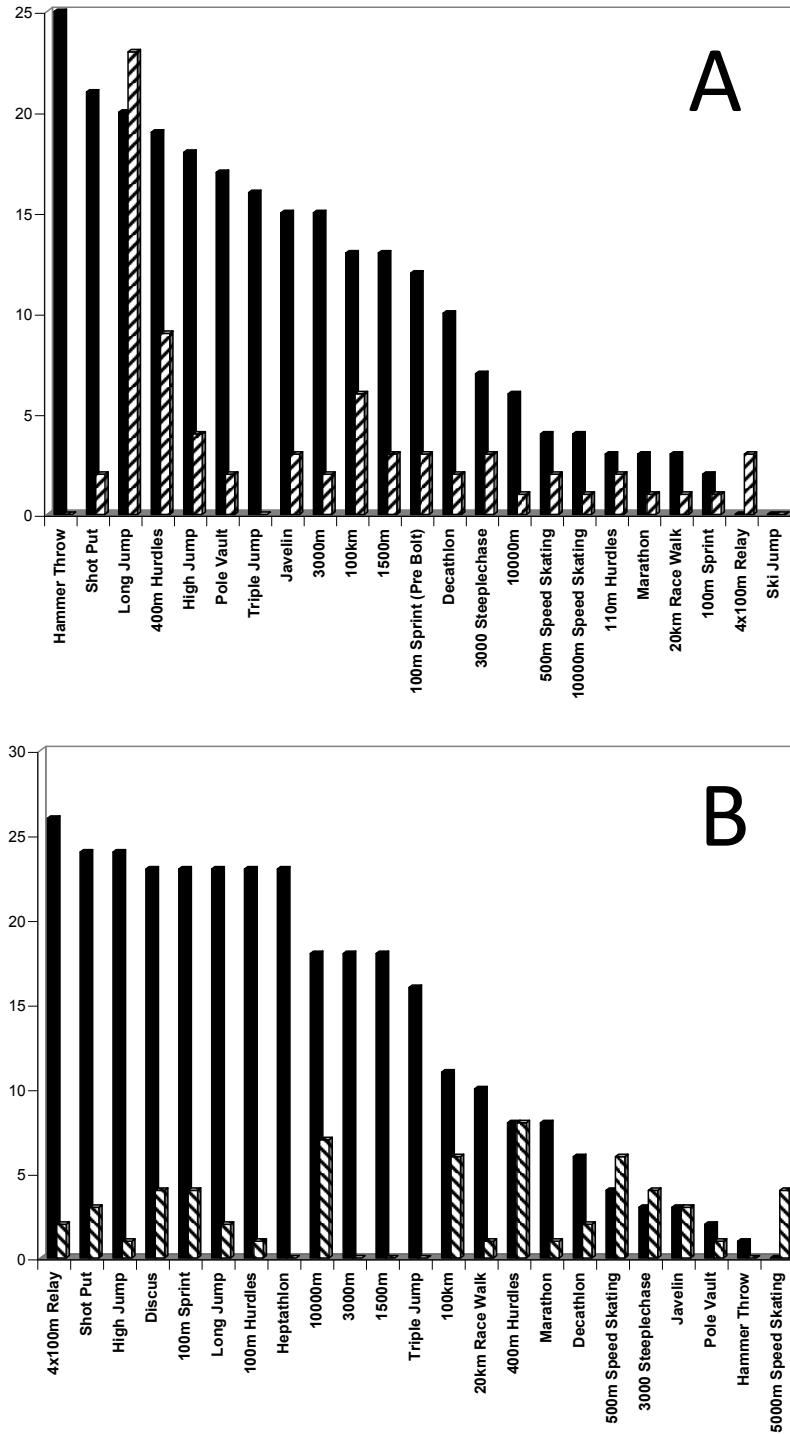 25
20
15
10
5
0
A
Hammer Throw
Shot Put
Long Jump
400m Hurdles
High Jump
Pole Vault
Triple Jump
Javelin
3000m
100km
1500m
100m Sprint (Pre Bolt)
Decathlon
3000 Steeplechase
10000m
500m Speed Skating
10000m Speed Skating
110m Hurdles
Marathon
20km Race Walk
100m Sprint
4x100m Relay
Ski Jump
30
25
20
15
10
5
0
B
4x100m Relay
Shot Put
High Jump
Discus
100m Sprint
Long Jump
100m Hurdles
Heptathlon
10000m
3000m
1500m
Triple Jump
100km
20km Race Walk
400m Hurdles
Marathon
Decathlon
500m Speed Skating
3000 Steeplechase
Javelin
Pole Vault
Hammer Throw
5000m Speed Skating